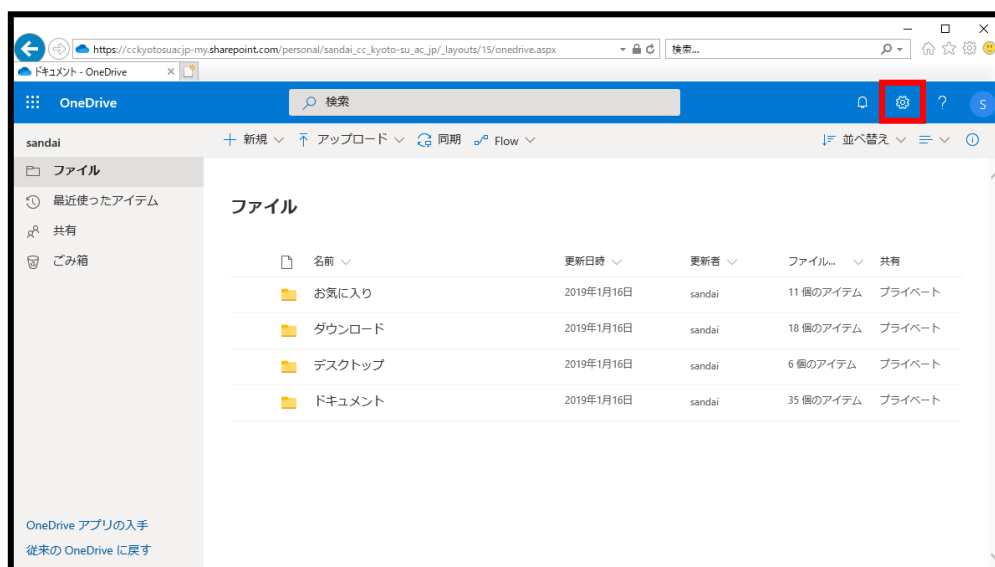 https://cckyotosuacjp-my.sharepoint.com/personal/sandai_cc_kyoto-su_ac_jp/_layouts/15/onedrive.aspx 検索...
ドキュメント - OneDrive
OneDrive 検索 ? S
sandai 新規 アップロード 同期 Flow 並べ替え
ファイル
最近使ったアイテム
共有
ごみ箱
ファイル
名前 更新日時 更新者 ファイル... 共有
お気に入り 2019年1月16日 sandai 11 個のアイテム プライベート
ダウンロード 2019年1月16日 sandai 18 個のアイテム プライベート
デスクトップ 2019年1月16日 sandai 6 個のアイテム プライベート
ドキュメント 2019年1月16日 sandai 35 個のアイテム プライベート
OneDrive アプリの入手
従来の OneDrive に戻す